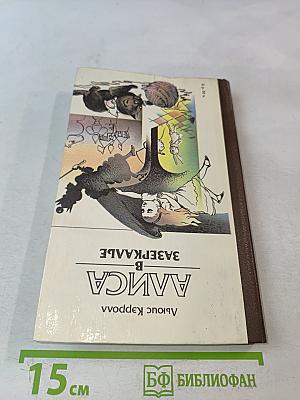 Льюис Кэрролл
АЛИСА
В
ЗАЗЕРКАЛЬЕ
15 см
БФ БИБЛИОФАН